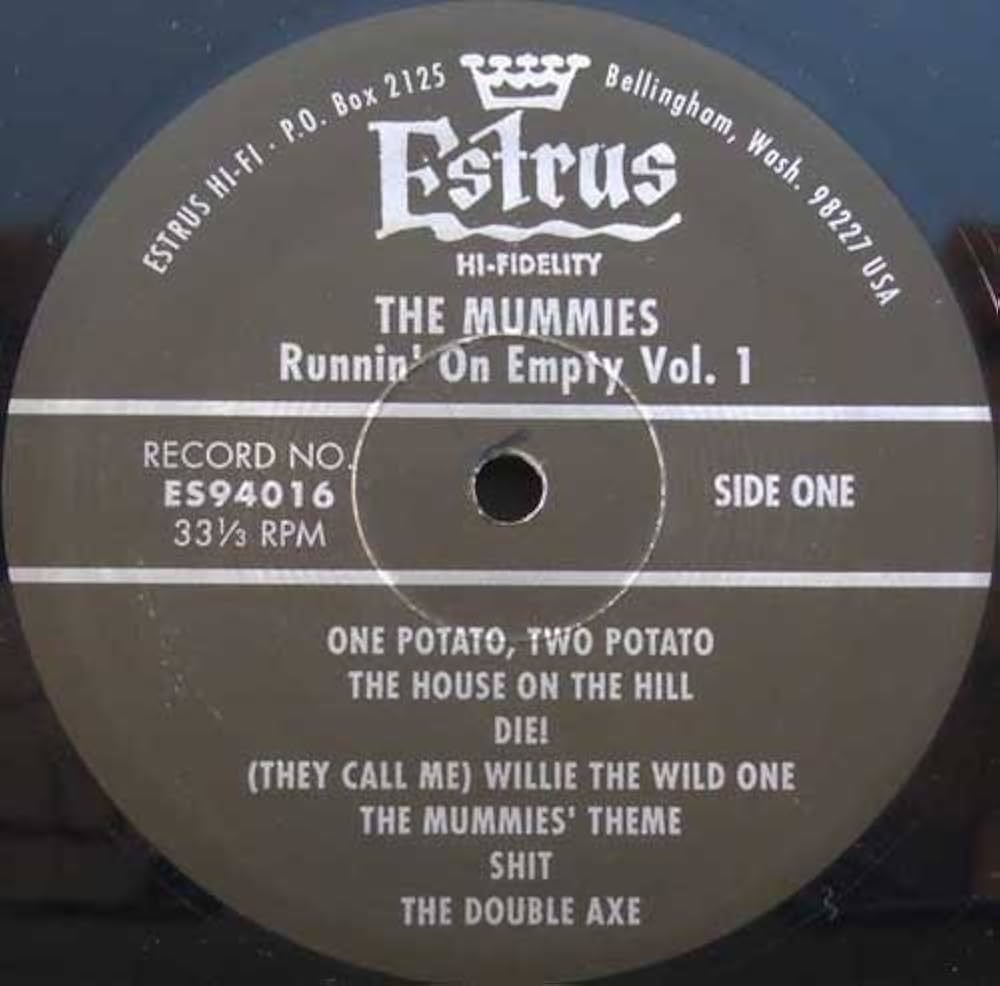 ESTRUS HI-FI · P.O. Box 2125
Bellingham, Wash. 98227 USA
Estrus
HI-FIDELITY
THE MUMMIES
Runnin' On Empty Vol. 1
RECORD NO.
ES94016
33⅓ RPM
SIDE ONE
ONE POTATO, TWO POTATO
THE HOUSE ON THE HILL
DIE!
(THEY CALL ME) WILLIE THE WILD ONE
THE MUMMIES' THEME
SHIT
THE DOUBLE AXE